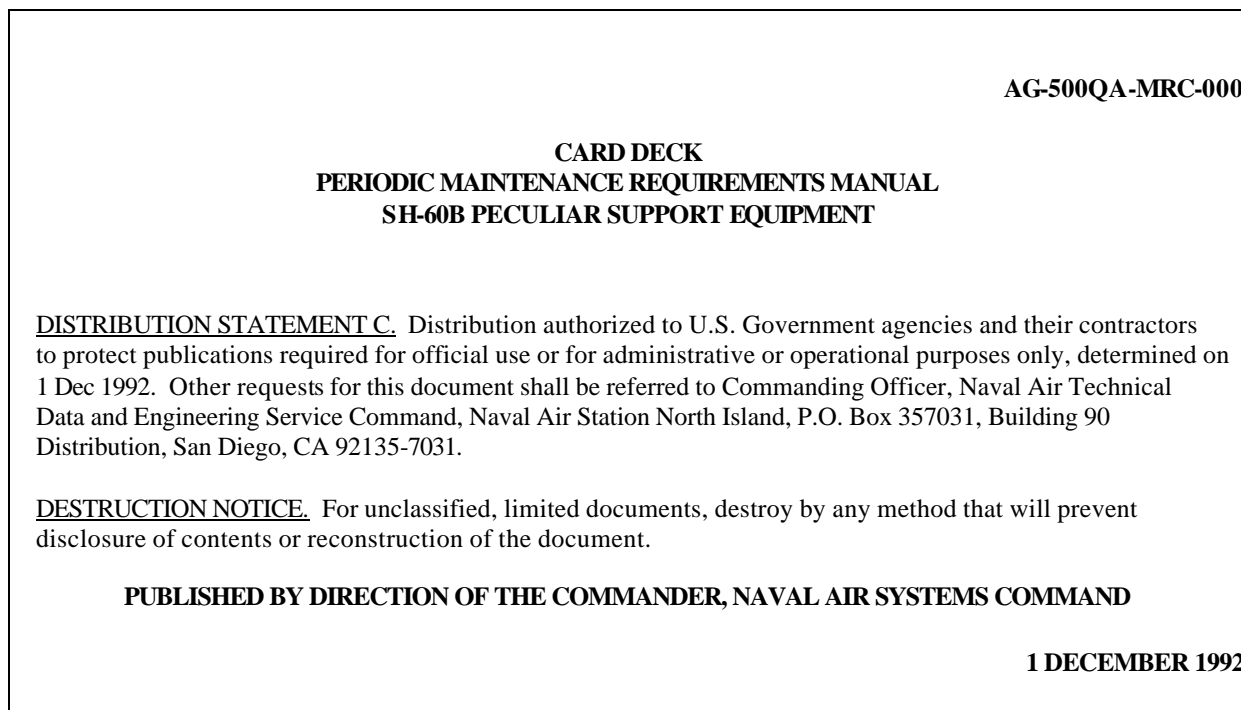 AG-500QA-MRC-000
CARD DECK
PERIODIC MAINTENANCE REQUIREMENTS MANUAL
SH-60B PECULIAR SUPPORT EQUIPMENT
DISTRIBUTION STATEMENT C. Distribution authorized to U.S. Government agencies and their contractors
to protect publications required for official use or for administrative or operational purposes only, determined on
1 Dec 1992. Other requests for this document shall be referred to Commanding Officer, Naval Air Technical
Data and Engineering Service Command, Naval Air Station North Island, P.O. Box 357031, Building 90
Distribution, San Diego, CA 92135-7031.
DESTRUCTION NOTICE. For unclassified, limited documents, destroy by any method that will prevent
disclosure of contents or reconstruction of the document.
PUBLISHED BY DIRECTION OF THE COMMANDER, NAVAL AIR SYSTEMS COMMAND
1 DECEMBER 1992